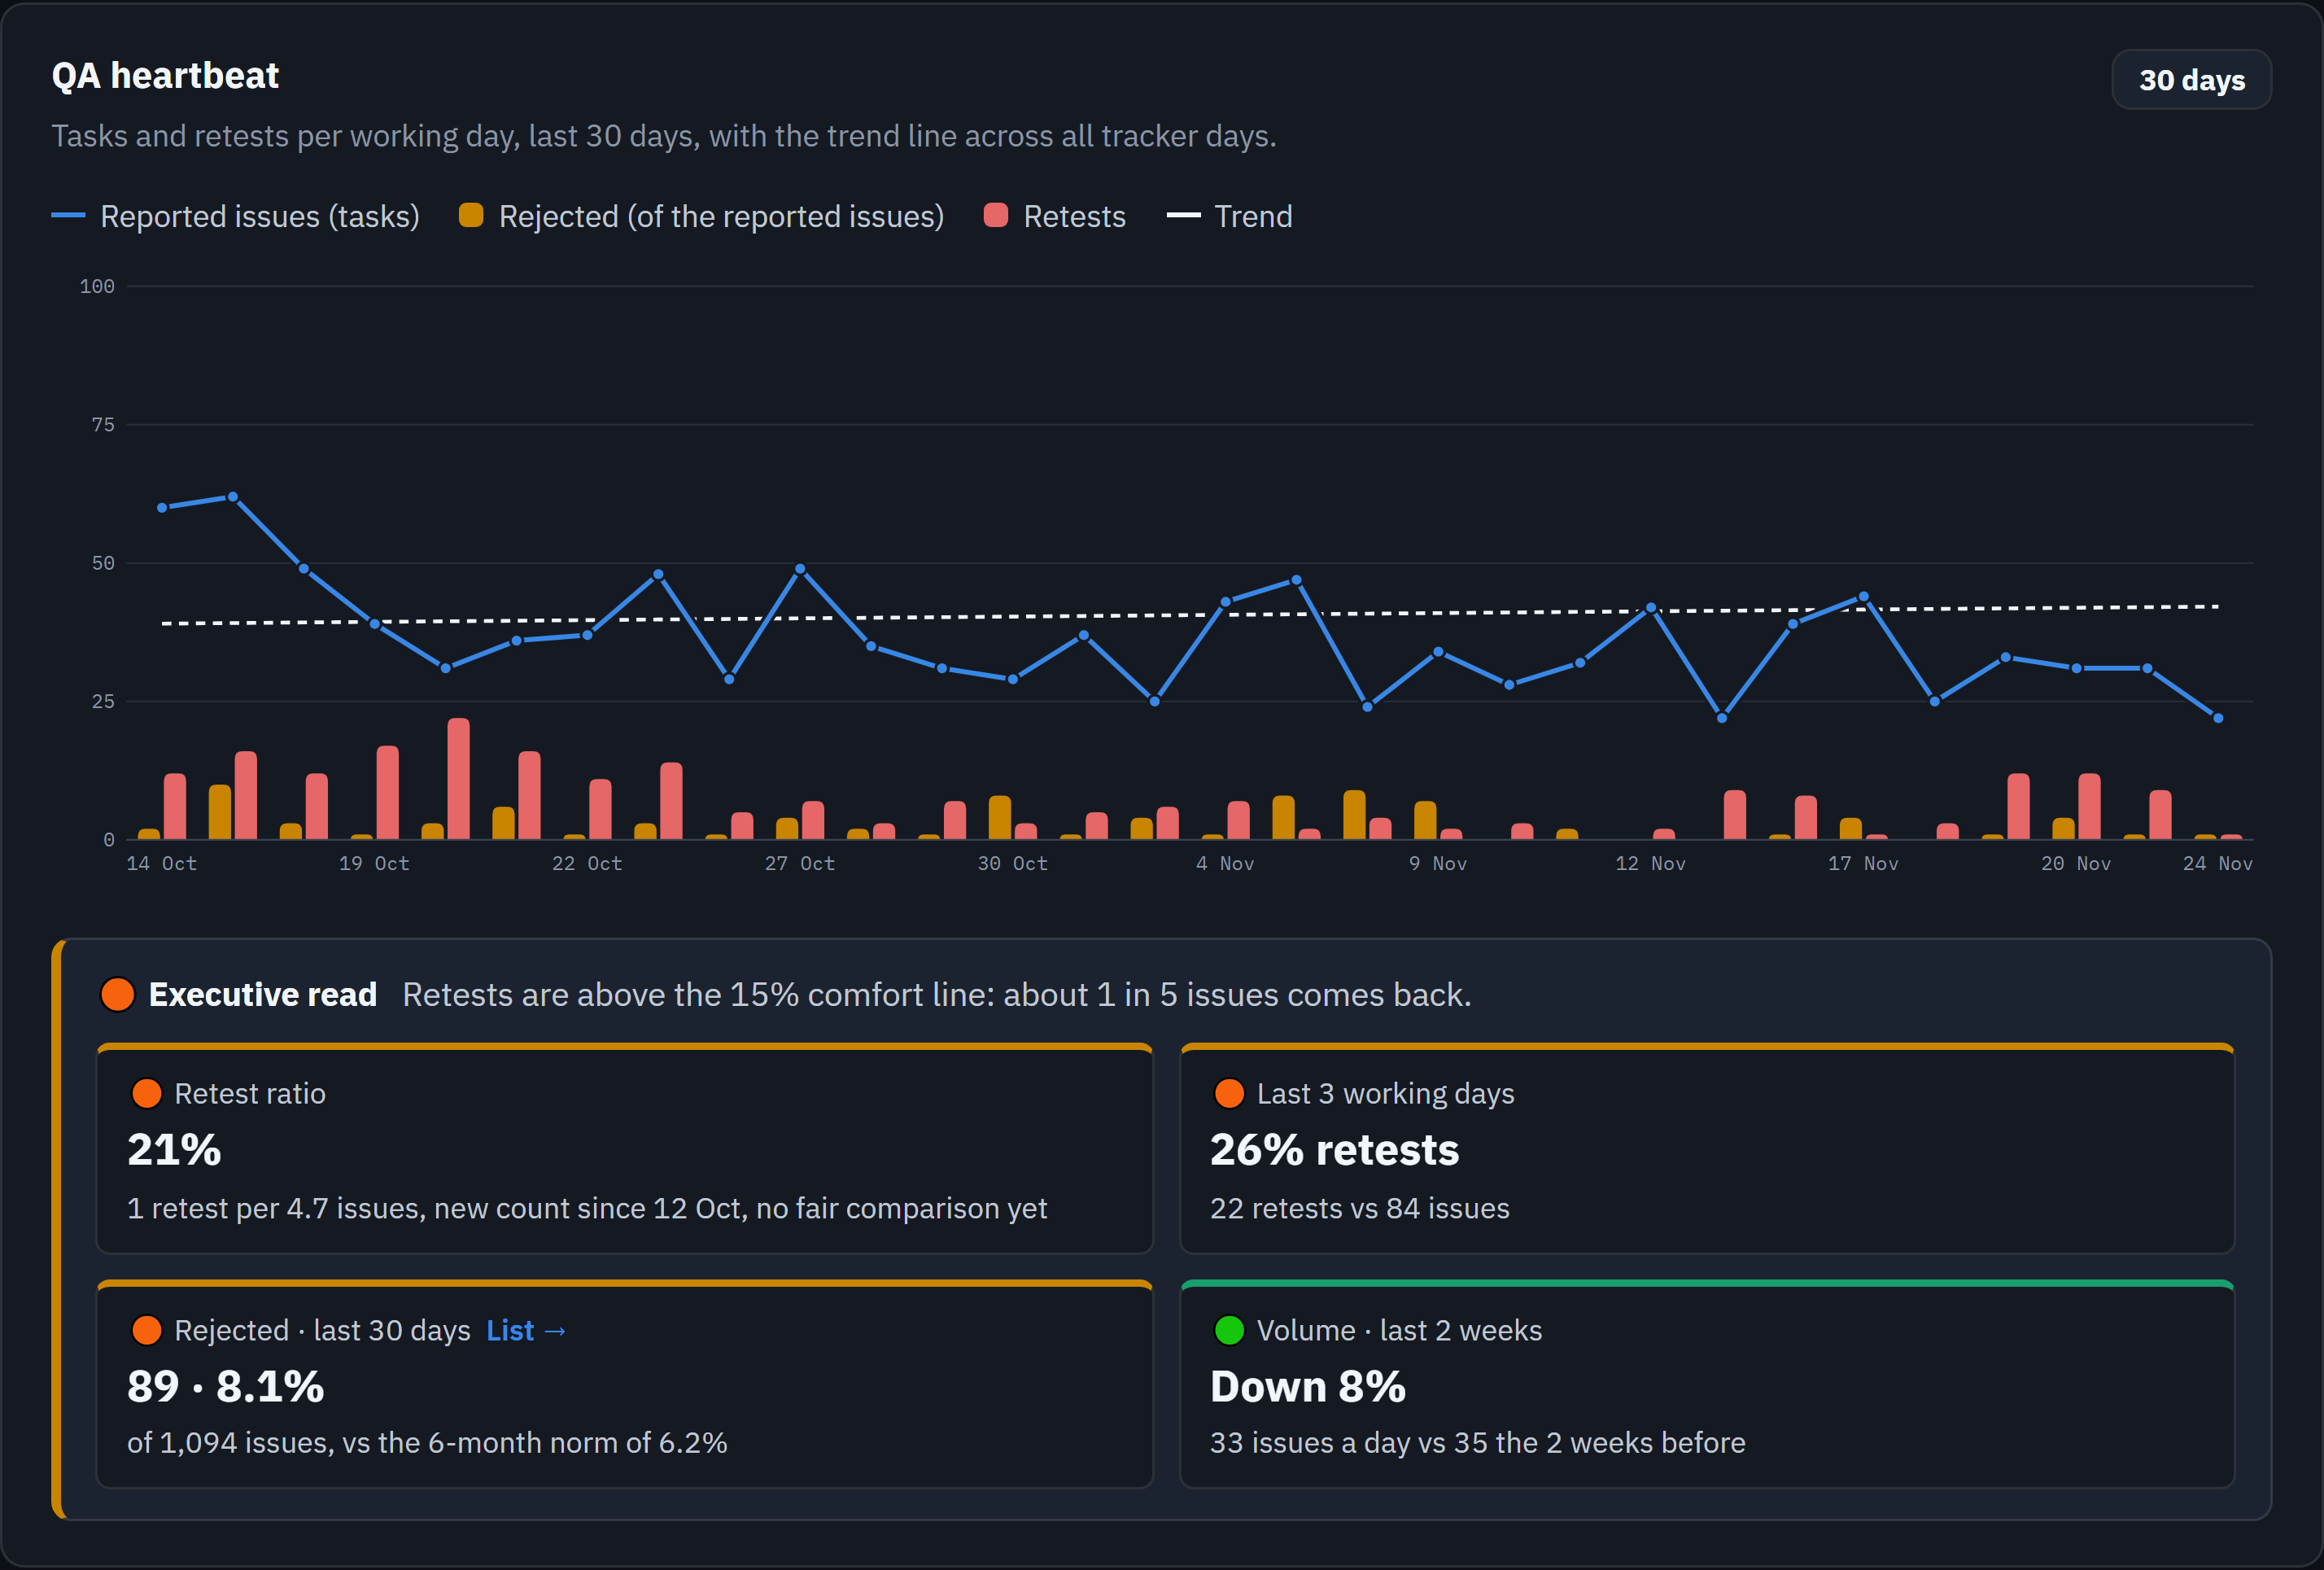 QA heartbeat
30 days
Tasks and retests per working day, last 30 days, with the trend line across all tracker days.
Reported issues (tasks)
Rejected (of the reported issues)
Retests
Trend
100
75
50
25
0
14 Oct
19 Oct
22 Oct
27 Oct
30 Oct
4 Nov
9 Nov
12 Nov
17 Nov
20 Nov
24 Nov
Executive read Retests are above the 15% comfort line: about 1 in 5 issues comes back.
Retest ratio
21%
1 retest per 4.7 issues, new count since 12 Oct, no fair comparison yet
Last 3 working days
26% retests
22 retests vs 84 issues
Rejected · last 30 days List →
89 · 8.1%
of 1,094 issues, vs the 6-month norm of 6.2%
Volume · last 2 weeks
Down 8%
33 issues a day vs 35 the 2 weeks before